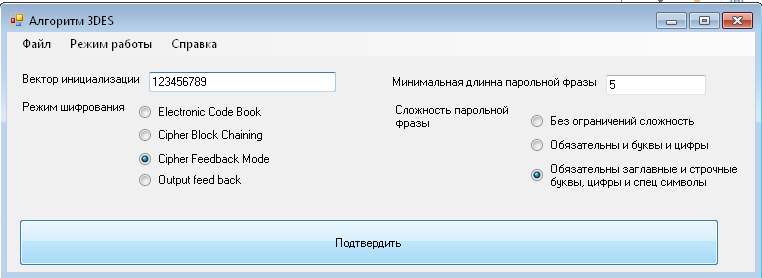 Алгоритм 3DES
Файл Режим работы Справка
Вектор инициализации 123456789
Минимальная длинна парольной фразы 5
Режим шифрования
Electronic Code Book
Cipher Block Chaining
Cipher Feedback Mode
Output feed back
Сложность парольной
фразы
Без ограничений сложность
Обязательны и буквы и цифры
Обязательны заглавные и строчные
буквы, цифры и спец символы
Подтвердить